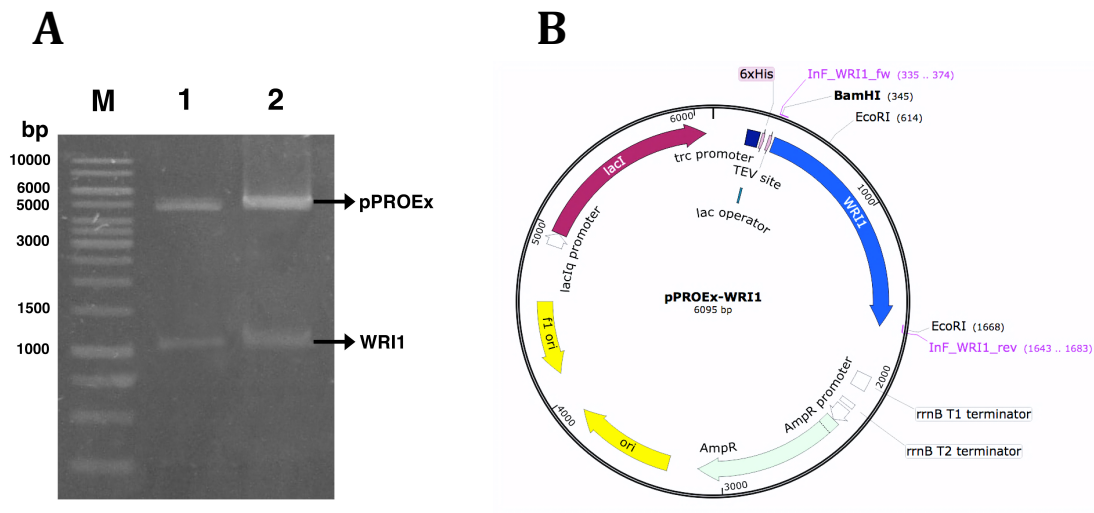 A
M 1 2
bp
10000
6000
5000
3000
1500
1000
pPROEx
WRI1
B
6xHis
InF_WRI1_fw (335 .. 374)
BamHI (345)
EcoRI (614)
6000
lacI
trc promoter
TEV site
lac operator
1000
WRI1
5000
lacIq promoter
pPROEx-WRI1
6095 bp
EcoRI (1668)
InF_WRI1_rev (1643 .. 1683)
f1 ori
2000
AmpR promoter
rrnB T1 terminator
4000
ori
AmpR
rrnB T2 terminator
3000